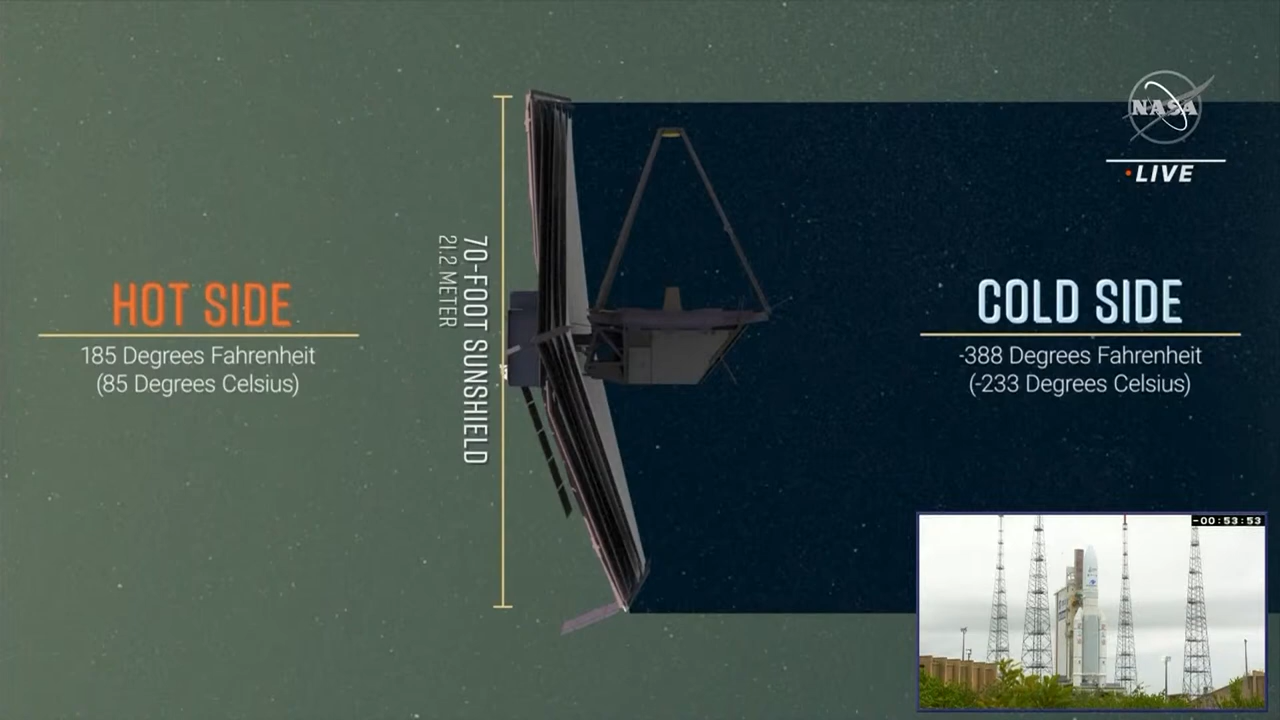 NASA
LIVE
HOT SIDE
185 Degrees Fahrenheit
(85 Degrees Celsius)
70-FOOT SUNSHIELD
21.2 METER
COLD SIDE
-388 Degrees Fahrenheit
(-233 Degrees Celsius)
-00:53:53